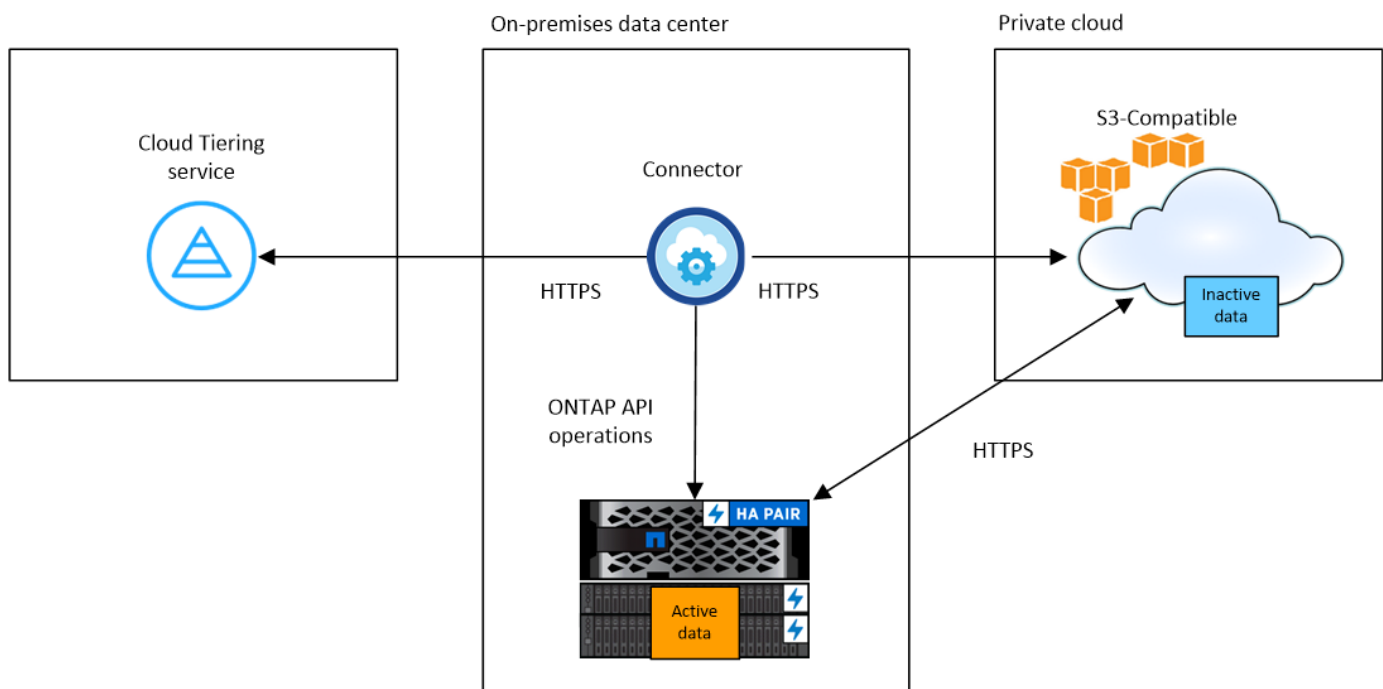 On-premises data center
Private cloud
Cloud Tiering
service
Connector
S3-Compatible
HTTPS
HTTPS
Inactive
data
ONTAP API
operations
HTTPS
HA PAIR
Active
data